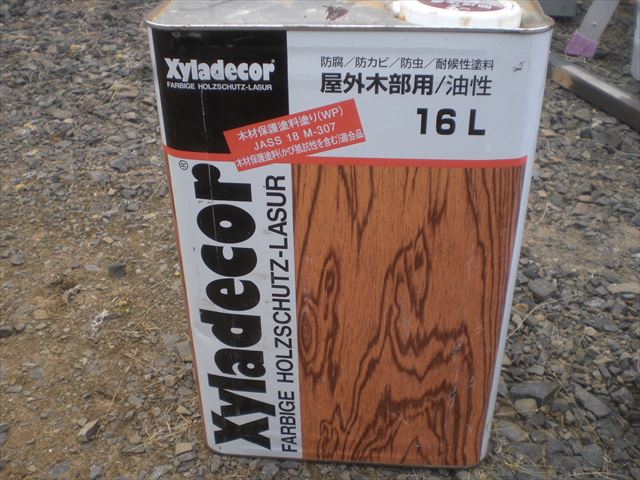 Xyladecor®
FARBIGE HOLZSCHUTZ-LASUR
防腐／防カビ／防虫／耐候性塗料
屋外木部用/油性
16L
木材保護塗料塗り(WP)
JASS 18 M-307
木材保護塗料(かび抵抗性を含む)適合品
Xyladecor®
FARBIGE HOLZSCHUTZ-LASUR